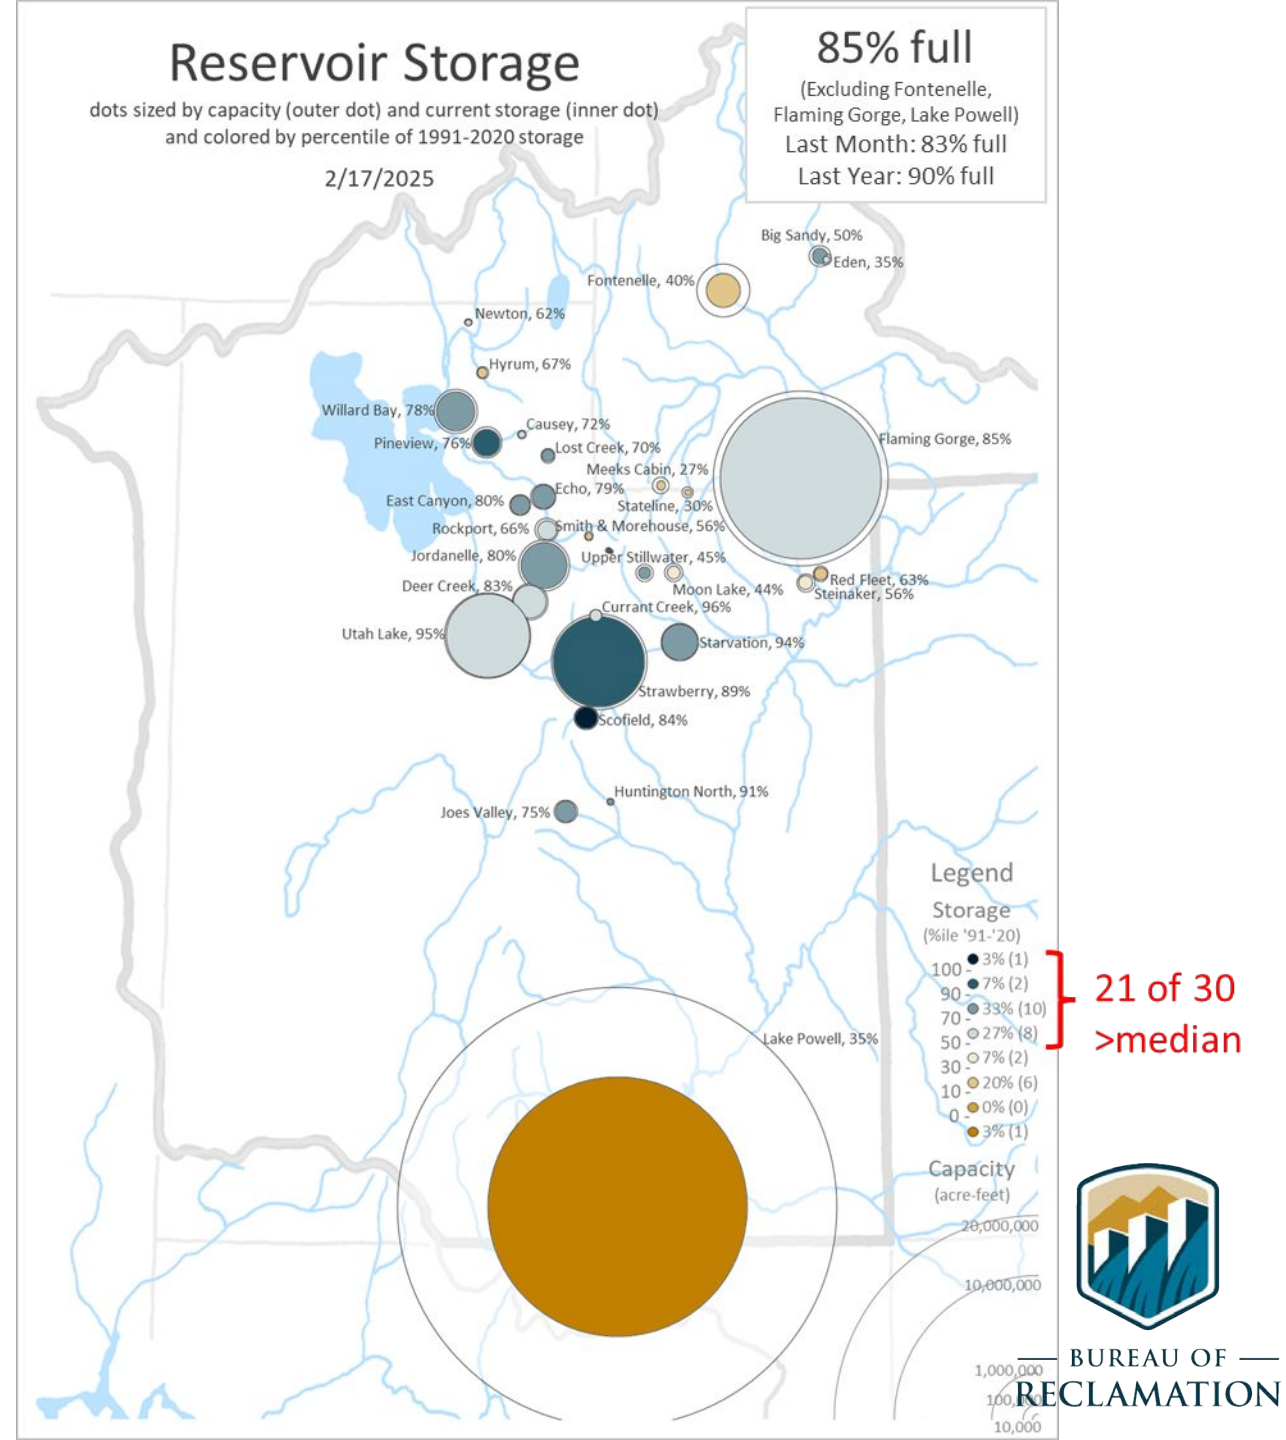 Reservoir Storage
dots sized by capacity (outer dot) and current storage (inner dot)
and colored by percentile of 1991-2020 storage
2/17/2025
85% full
(Excluding Fontenelle,
Flaming Gorge, Lake Powell)
Last Month: 83% full
Last Year: 90% full
Big Sandy, 50%
Eden, 35%
Fontenelle, 40%
Newton, 62%
Hyrum, 67%
Willard Bay, 78%
Causey, 72%
Pineview, 76%
Lost Creek, 70%
Flaming Gorge, 85%
Meeks Cabin, 27%
Echo, 79%
East Canyon, 80%
Stateline, 30%
Rockport, 66%
Smith & Morehouse, 56%
Jordanelle, 80%
Upper Stillwater, 45%
Deer Creek, 83%
Moon Lake, 44%
Red Fleet, 63%
Steinaker, 56%
Currant Creek, 96%
Utah Lake, 95%
Starvation, 94%
Strawberry, 89%
Scofield, 84%
Huntington North, 91%
Joes Valley, 75%
Lake Powell, 35%
Legend
Storage
(%ile '91-'20)
3% (1)
100 -
7% (2)
90 -
33% (10)
70 -
27% (8)
50 -
7% (2)
30 -
20% (6)
10 -
0% (0)
0 -
3% (1)
21 of 30
>median
Capacity
(acre-feet)
20,000,000
10,000,000
1,000,000
100,000
10,000
BUREAU OF
RECLAMATION